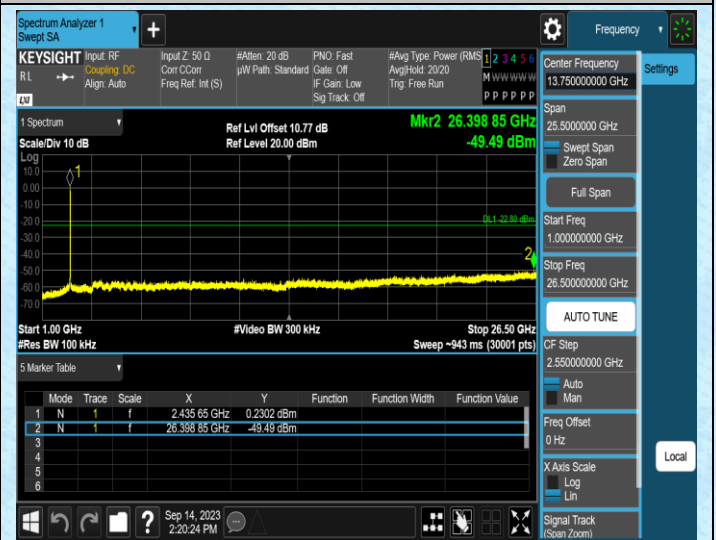 Spectrum Analyzer 1
Swept SA
Frequency
KEYSIGHT
Input: RF
Coupling: DC
Align: Auto
Input Z: 50 Ω
Corr CCorr
Freq Ref: Int (S)
#Atten: 20 dB
µW Path: Standard
PNO: Fast
Gate: Off
IF Gain: Low
Sig Track: Off
#Avg Type: Power (RMS
Avg|Hold: 20/20
Trig: Free Run
1 2 3 4 5 6
M W W W W W
P P P P P P
RL
LXI
1 Spectrum
Scale/Div 10 dB
Ref Lvl Offset 10.77 dB
Ref Level 20.00 dBm
Mkr2 26.398 85 GHz
-49.49 dBm
Log
10.0
0.00
-10.0
-20.0
-30.0
-40.0
-50.0
-60.0
-70.0
1
DL1 -22.80 dBm
2
Start 1.00 GHz
#Video BW 300 kHz
Stop 26.50 GHz
#Res BW 100 kHz
Sweep ~943 ms (30001 pts)
5 Marker Table
Mode Trace Scale X Y Function Function Width Function Value
1 N 1 f 2.435 65 GHz 0.2302 dBm
2 N 1 f 26.398 85 GHz -49.49 dBm
3
4
5
6
Sep 14, 2023
2:20:24 PM
Center Frequency
13.750000000 GHz
Settings
Span
25.5000000 GHz
Swept Span
Zero Span
Full Span
Start Freq
1.000000000 GHz
Stop Freq
26.500000000 GHz
AUTO TUNE
CF Step
2.550000000 GHz
Auto
Man
Freq Offset
0 Hz
Local
X Axis Scale
Log
Lin
Signal Track
(Span Zoom)